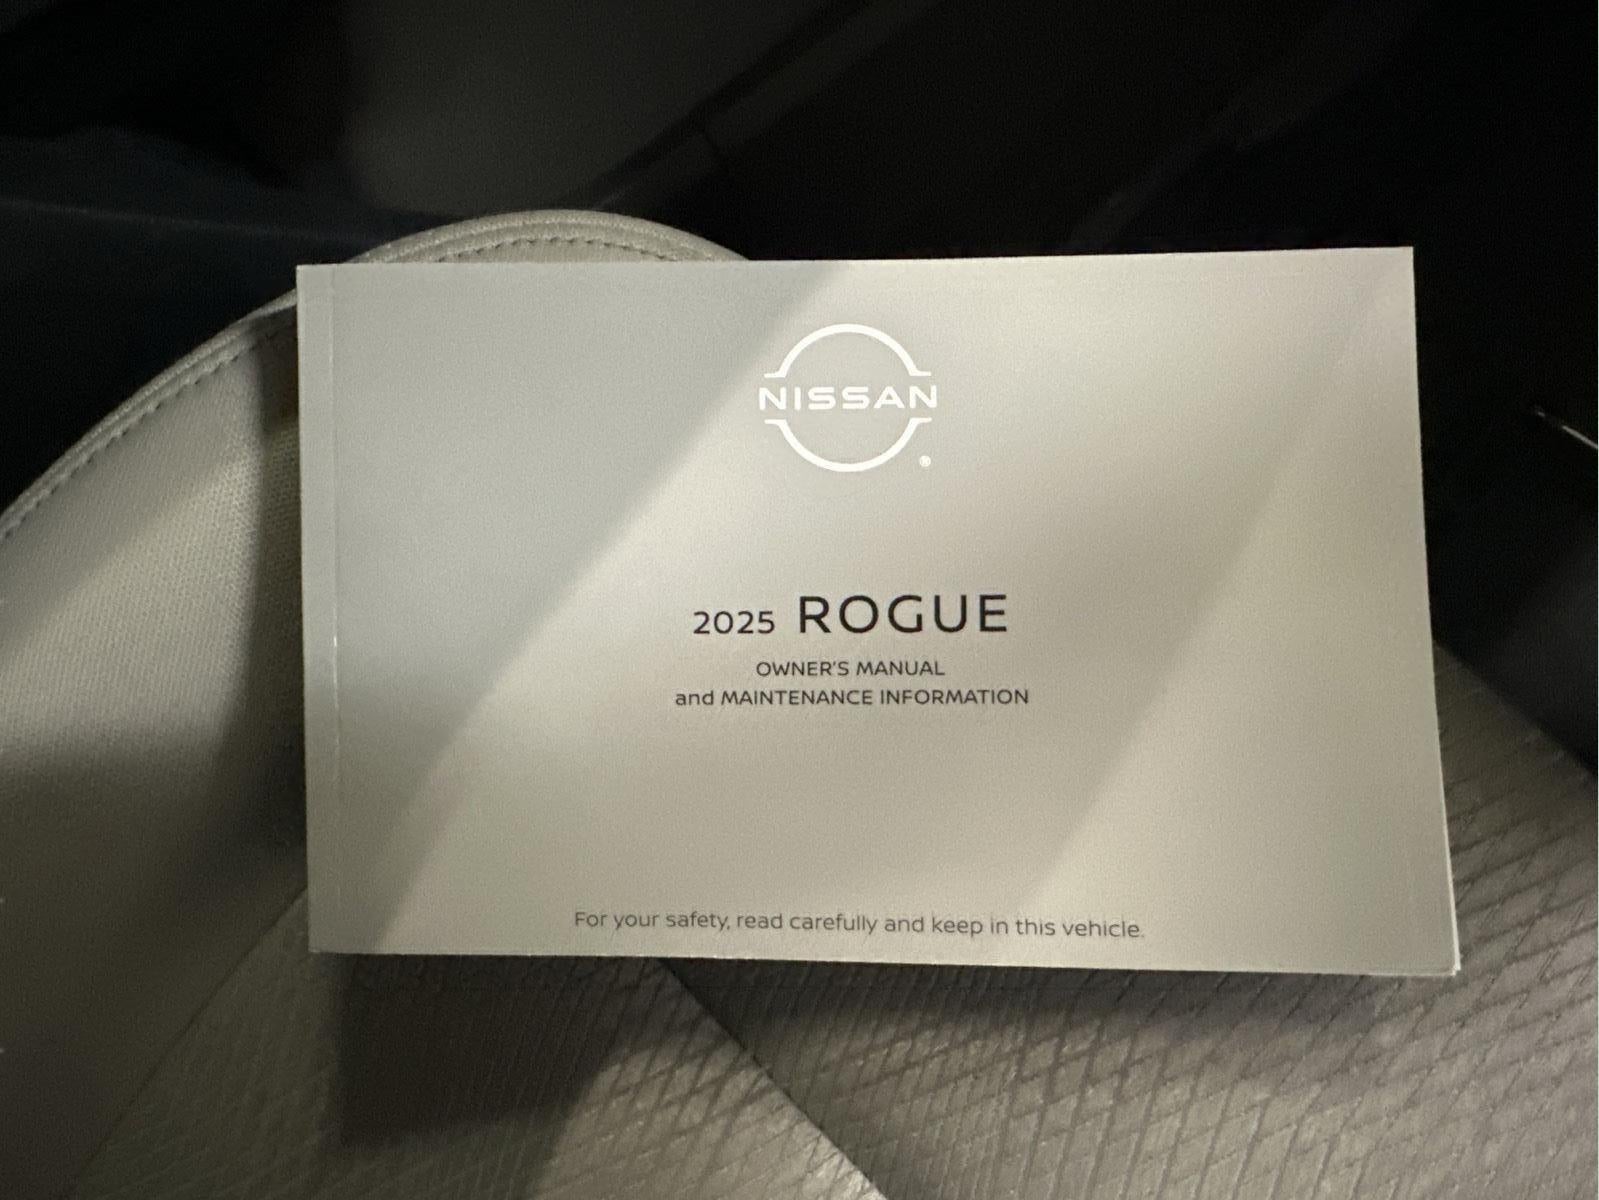 NISSAN
2025 ROGUE
OWNER'S MANUAL
and MAINTENANCE INFORMATION
For your safety, read carefully and keep in this vehicle.